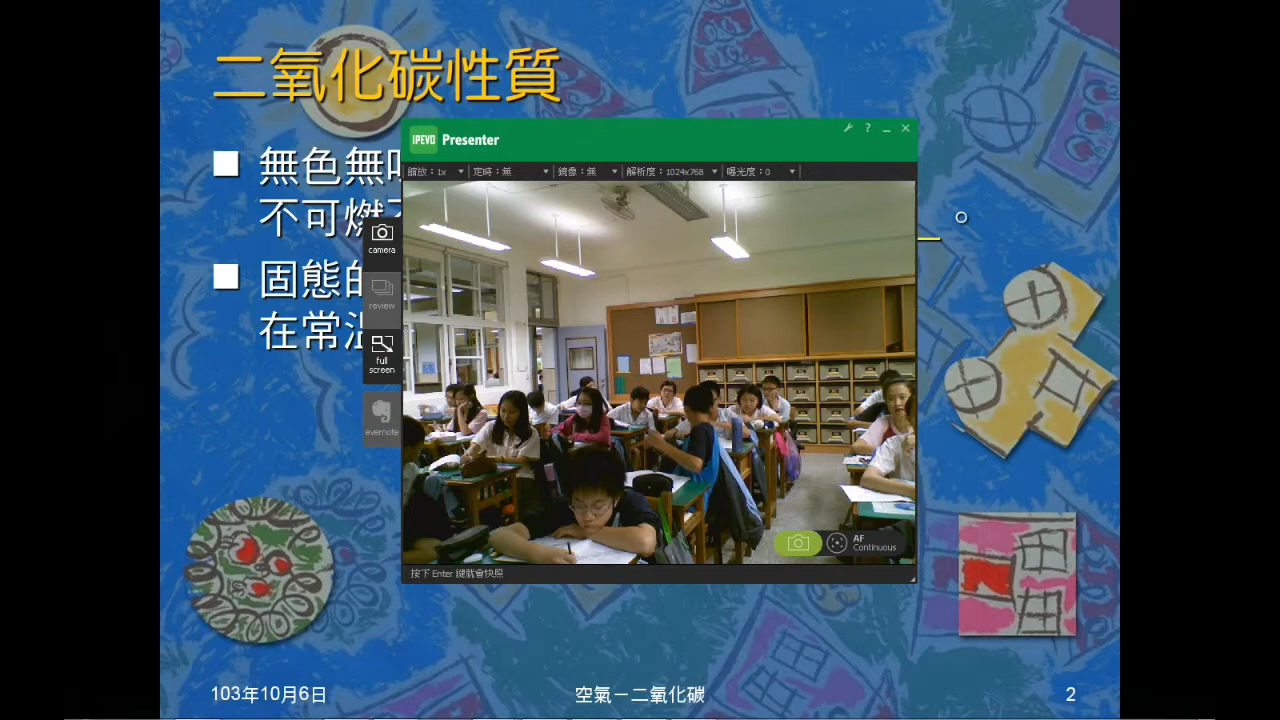 二氧化碳性質
無色無
不可燃
固態的
在常溫
iPEVO Presenter
縮放：1x 定時：無 鏡像：無 解析度：1024x768 曝光度：0
camera
review
full
screen
evernote
AF
Continuous
按下 Enter 鍵就會快照
103年10月6日 空氣－二氧化碳 2